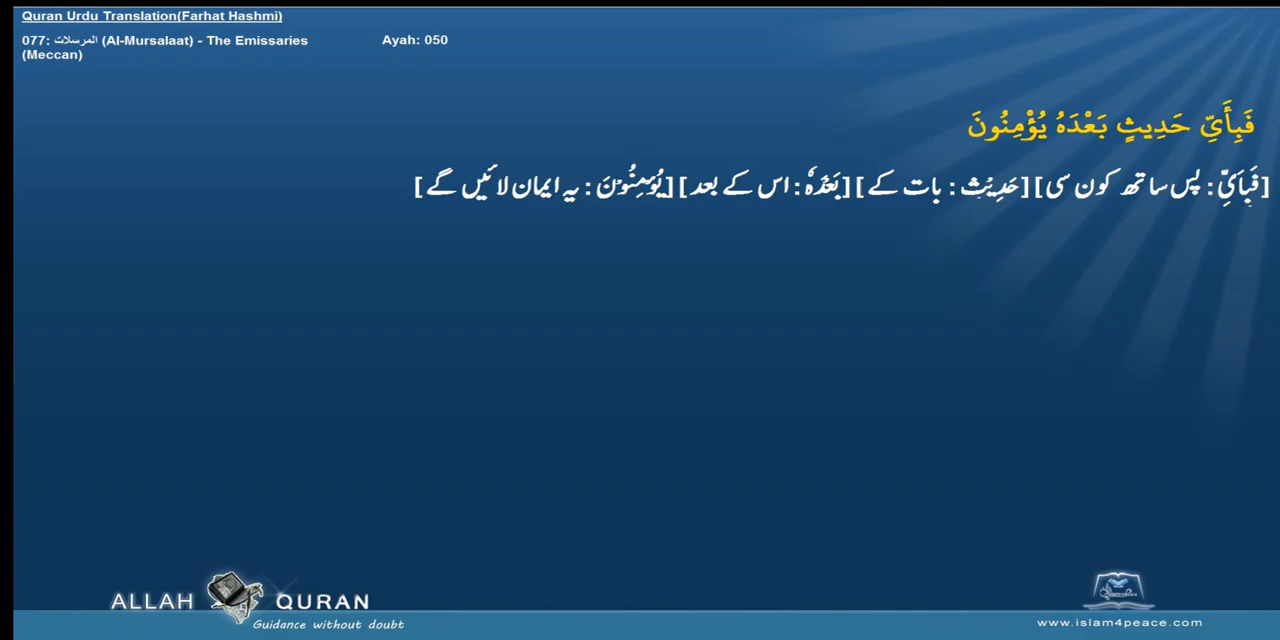 Quran Urdu Translation(Farhat Hashmi)
077: المرسلات (Al-Mursalaat) - The Emissaries
(Meccan)
Ayah: 050
فَبِأَيِّ حَدِيثٍ بَعْدَهُ يُؤْمِنُونَ
[فَبِاَيِّ : پس ساتھ کون سی] [حَدِيْثٍ : بات کے] [بَعْدَهٗ : اس کے بعد] [يُؤْمِنُوْنَ : یہ ایمان لائیں گے]
ALLAH QURAN
Guidance without doubt
www.islam4peace.com